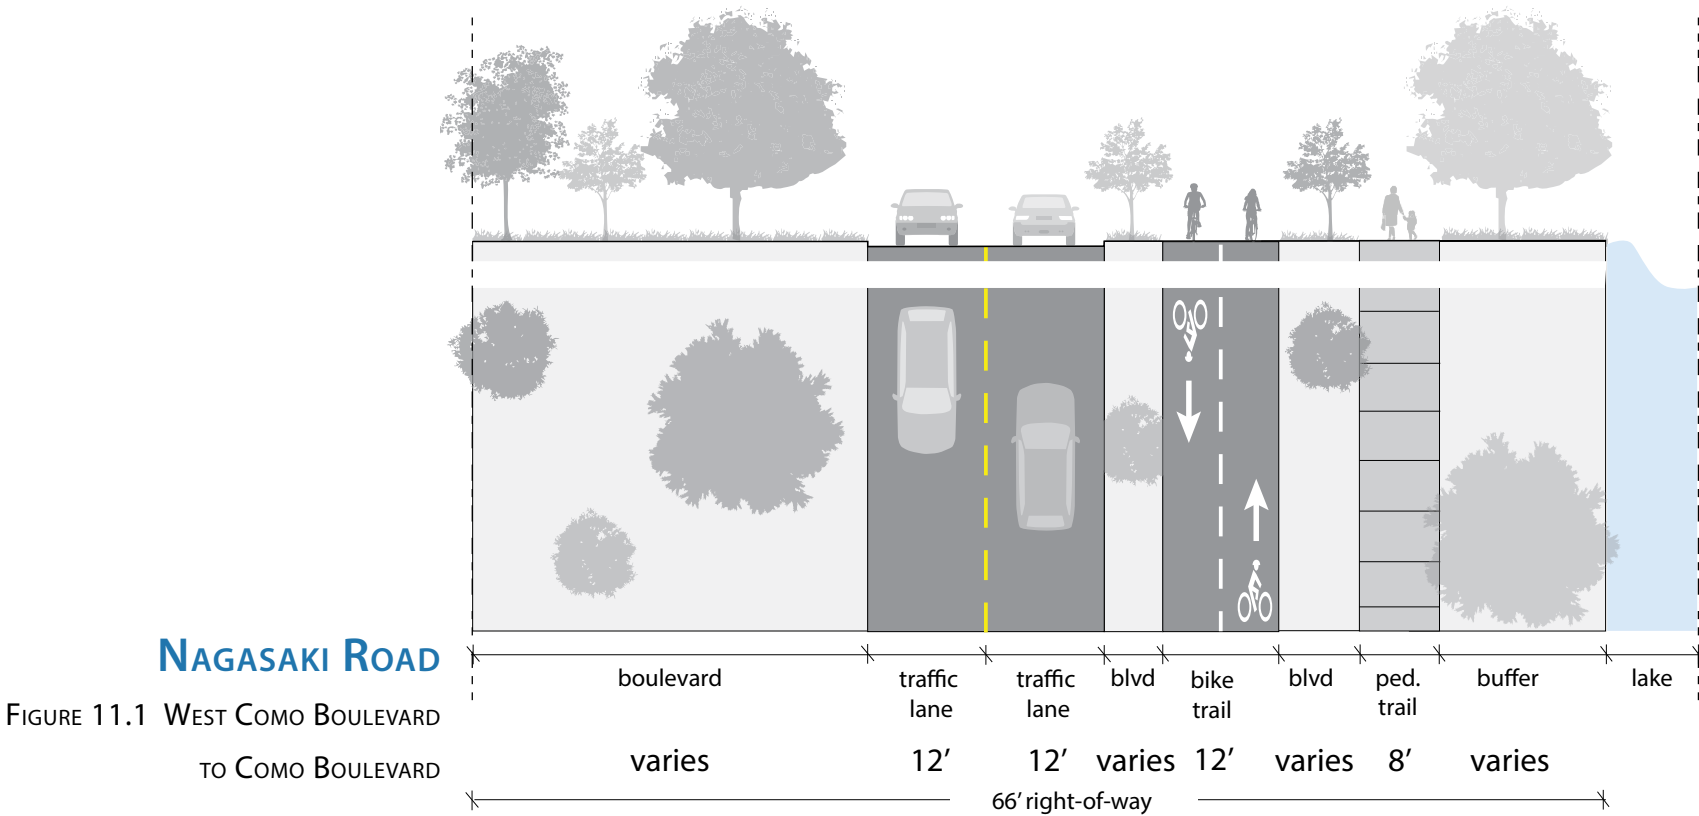 NAGASAKI ROAD
FIGURE 11.1 WEST COMO BOULEVARD
TO COMO BOULEVARD
boulevard
traffic
lane
traffic
lane
blvd
bike
trail
blvd
ped.
trail
buffer
lake
varies
12’
12’
varies
12’
varies
8’
varies
66’ right-of-way